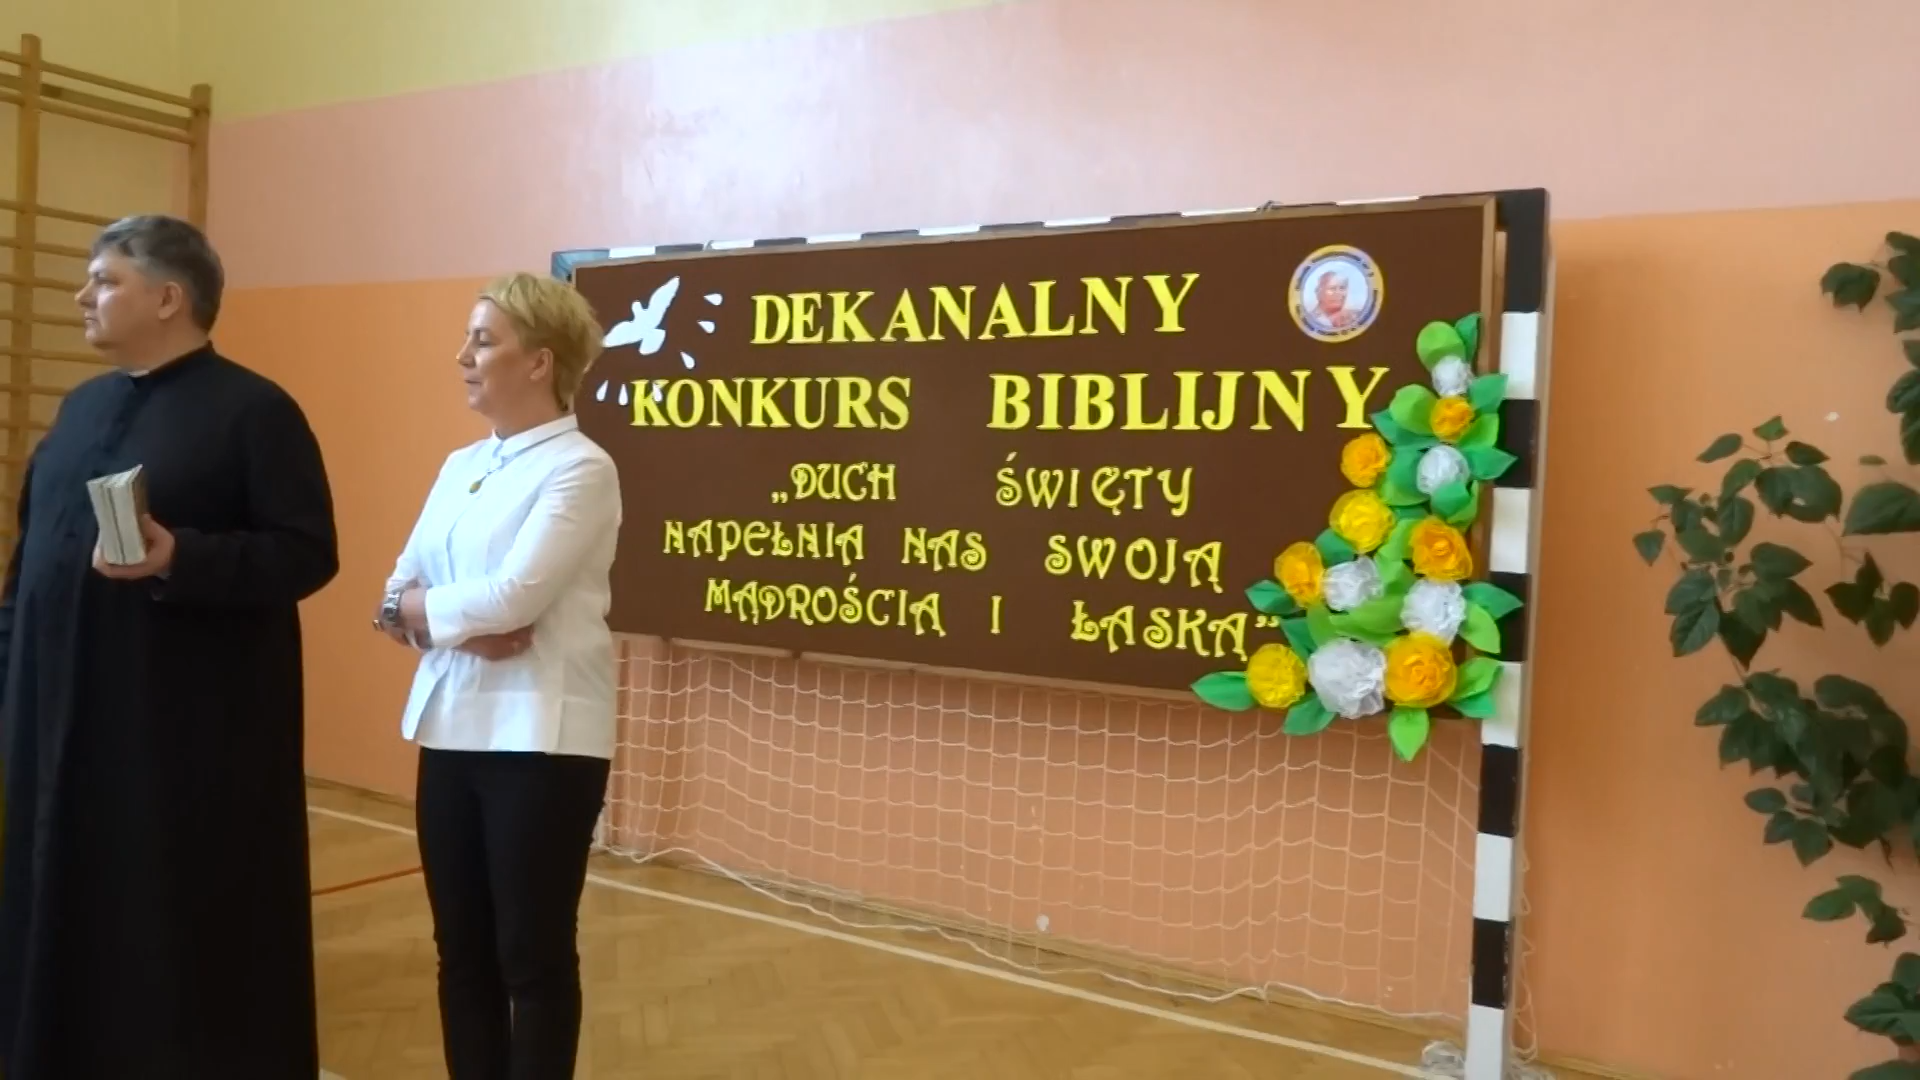 DEKANALNY
KONKURS BIBLIJNY
„DUCH ŚWIĘTY
NAPEŁNIA NAS SWOJĄ
MĄDROŚCIĄ I ŁASKĄ”